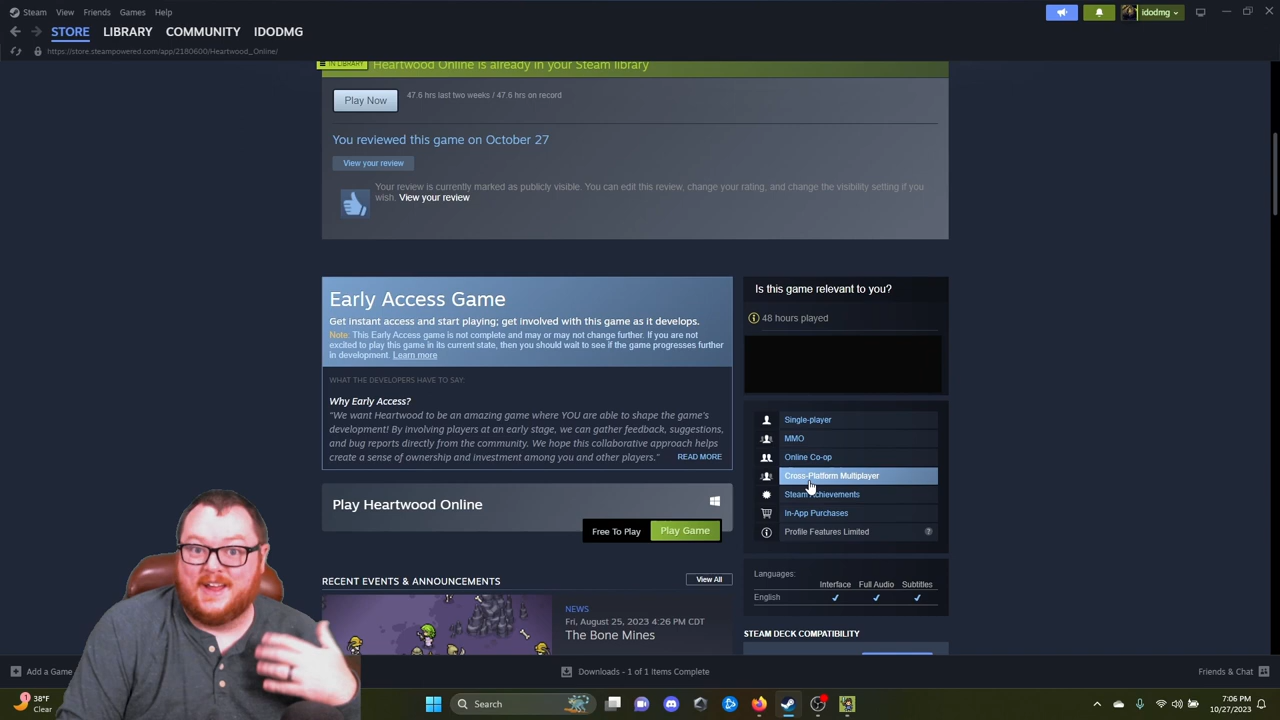 Steam View Friends Games Help
idodmg
STORE LIBRARY COMMUNITY IDODMG
https://store.steampowered.com/app/2180600/Heartwood_Online/
IN LIBRARY Heartwood Online is already in your Steam library
Play Now 47.6 hrs last two weeks / 47.6 hrs on record
You reviewed this game on October 27
View your review
Your review is currently marked as publicly visible. You can edit this review, change your rating, and change the visibility setting if you
wish. View your review
Early Access Game
Get instant access and start playing; get involved with this game as it develops.
Note: This Early Access game is not complete and may or may not change further. If you are not
excited to play this game in its current state, then you should wait to see if the game progresses further
in development. Learn more
WHAT THE DEVELOPERS HAVE TO SAY:
Why Early Access?
"We want Heartwood to be an amazing game where YOU are able to shape the game's
development! By involving players at an early stage, we can gather feedback, suggestions,
and bug reports directly from the community. We hope this collaborative approach helps
create a sense of ownership and investment among you and other players."
READ MORE
Play Heartwood Online
Free To Play Play Game
RECENT EVENTS & ANNOUNCEMENTS View All
NEWS
Fri, August 25, 2023 4:26 PM CDT
The Bone Mines
Is this game relevant to you?
48 hours played
Single-player
MMO
Online Co-op
Cross-Platform Multiplayer
Steam Achievements
In-App Purchases
Profile Features Limited ?
Languages:
Interface Full Audio Subtitles
English ✔ ✔ ✔
STEAM DECK COMPATIBILITY
Add a Game
Downloads - 1 of 1 Items Complete
Friends & Chat
38°F
Clear
Search
7:06 PM
10/27/2023